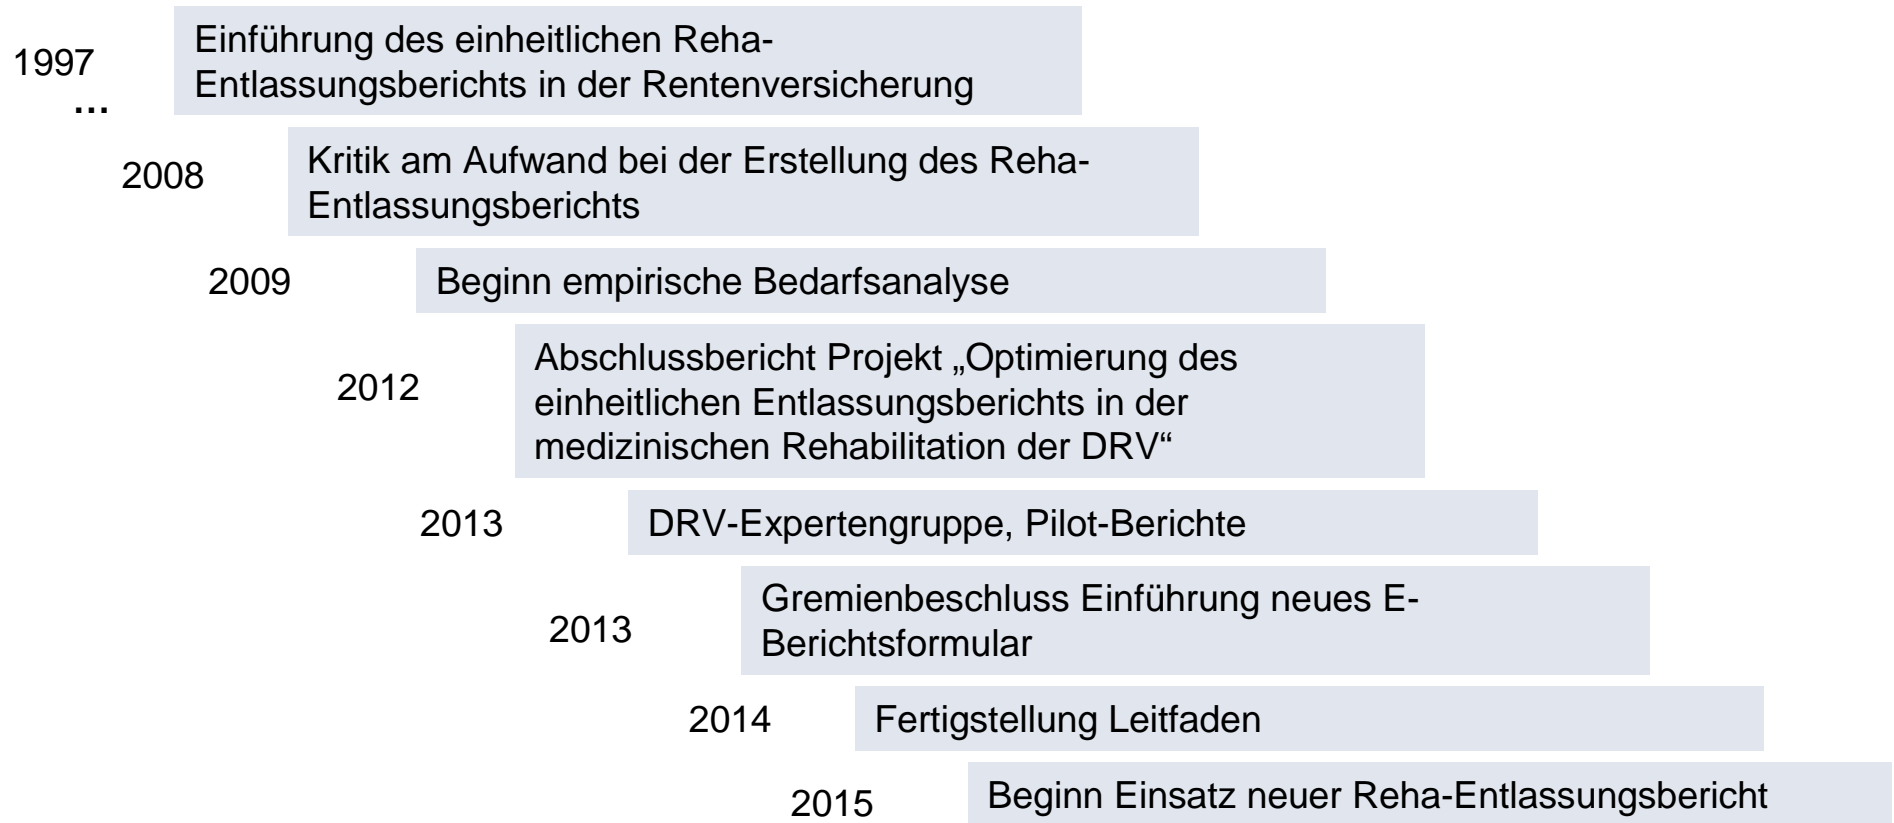 1997
...
Einführung des einheitlichen Reha-
Entlassungsberichts in der Rentenversicherung
2008
Kritik am Aufwand bei der Erstellung des Reha-
Entlassungsberichts
2009
Beginn empirische Bedarfsanalyse
2012
Abschlussbericht Projekt „Optimierung des
einheitlichen Entlassungsberichts in der
medizinischen Rehabilitation der DRV“
2013
DRV-Expertengruppe, Pilot-Berichte
2013
Gremienbeschluss Einführung neues E-
Berichtsformular
2014
Fertigstellung Leitfaden
2015
Beginn Einsatz neuer Reha-Entlassungsbericht